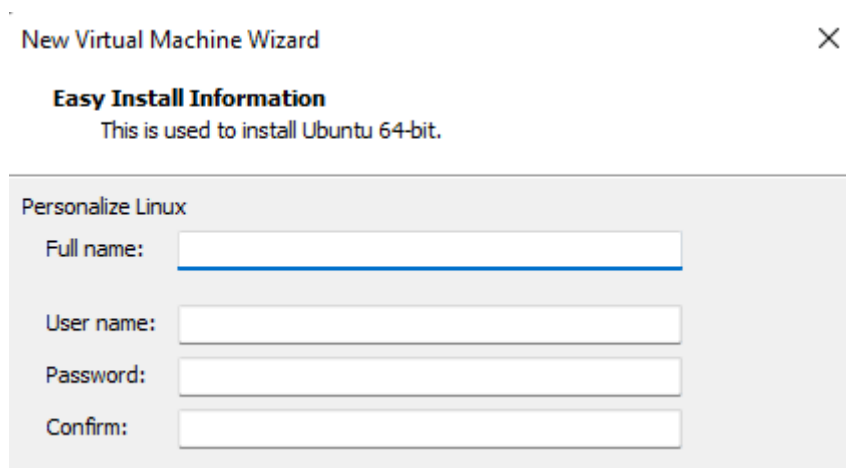 New Virtual Machine Wizard
Easy Install Information
This is used to install Ubuntu 64-bit.
Personalize Linux
Full name:
User name:
Password:
Confirm: